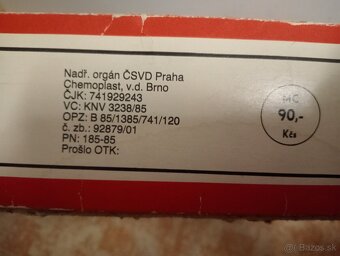 Nadř. orgán ČSVD Praha
Chemoplast, v.d. Brno
ČJK: 741929243
VC: KNV 3238/85
OPZ: B 85/1385/741/120
č. zb.: 92879/01
PN: 185-85
Prošlo OTK:
MC
90,-
Kčs
© Bazos.sk